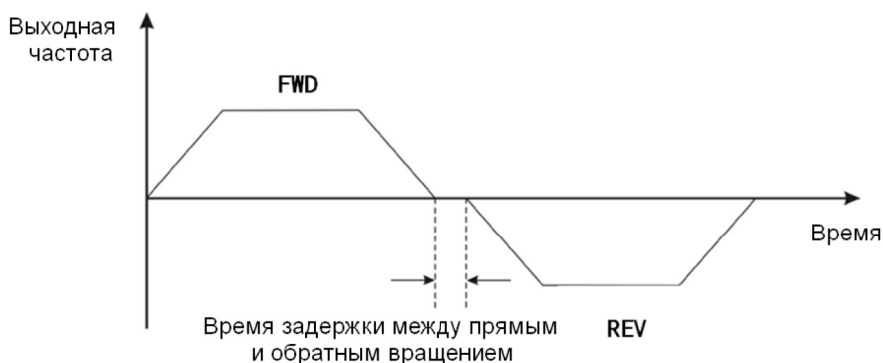 Выходная
частота
FWD
Время
Время задержки между прямым
и обратным вращением
REV